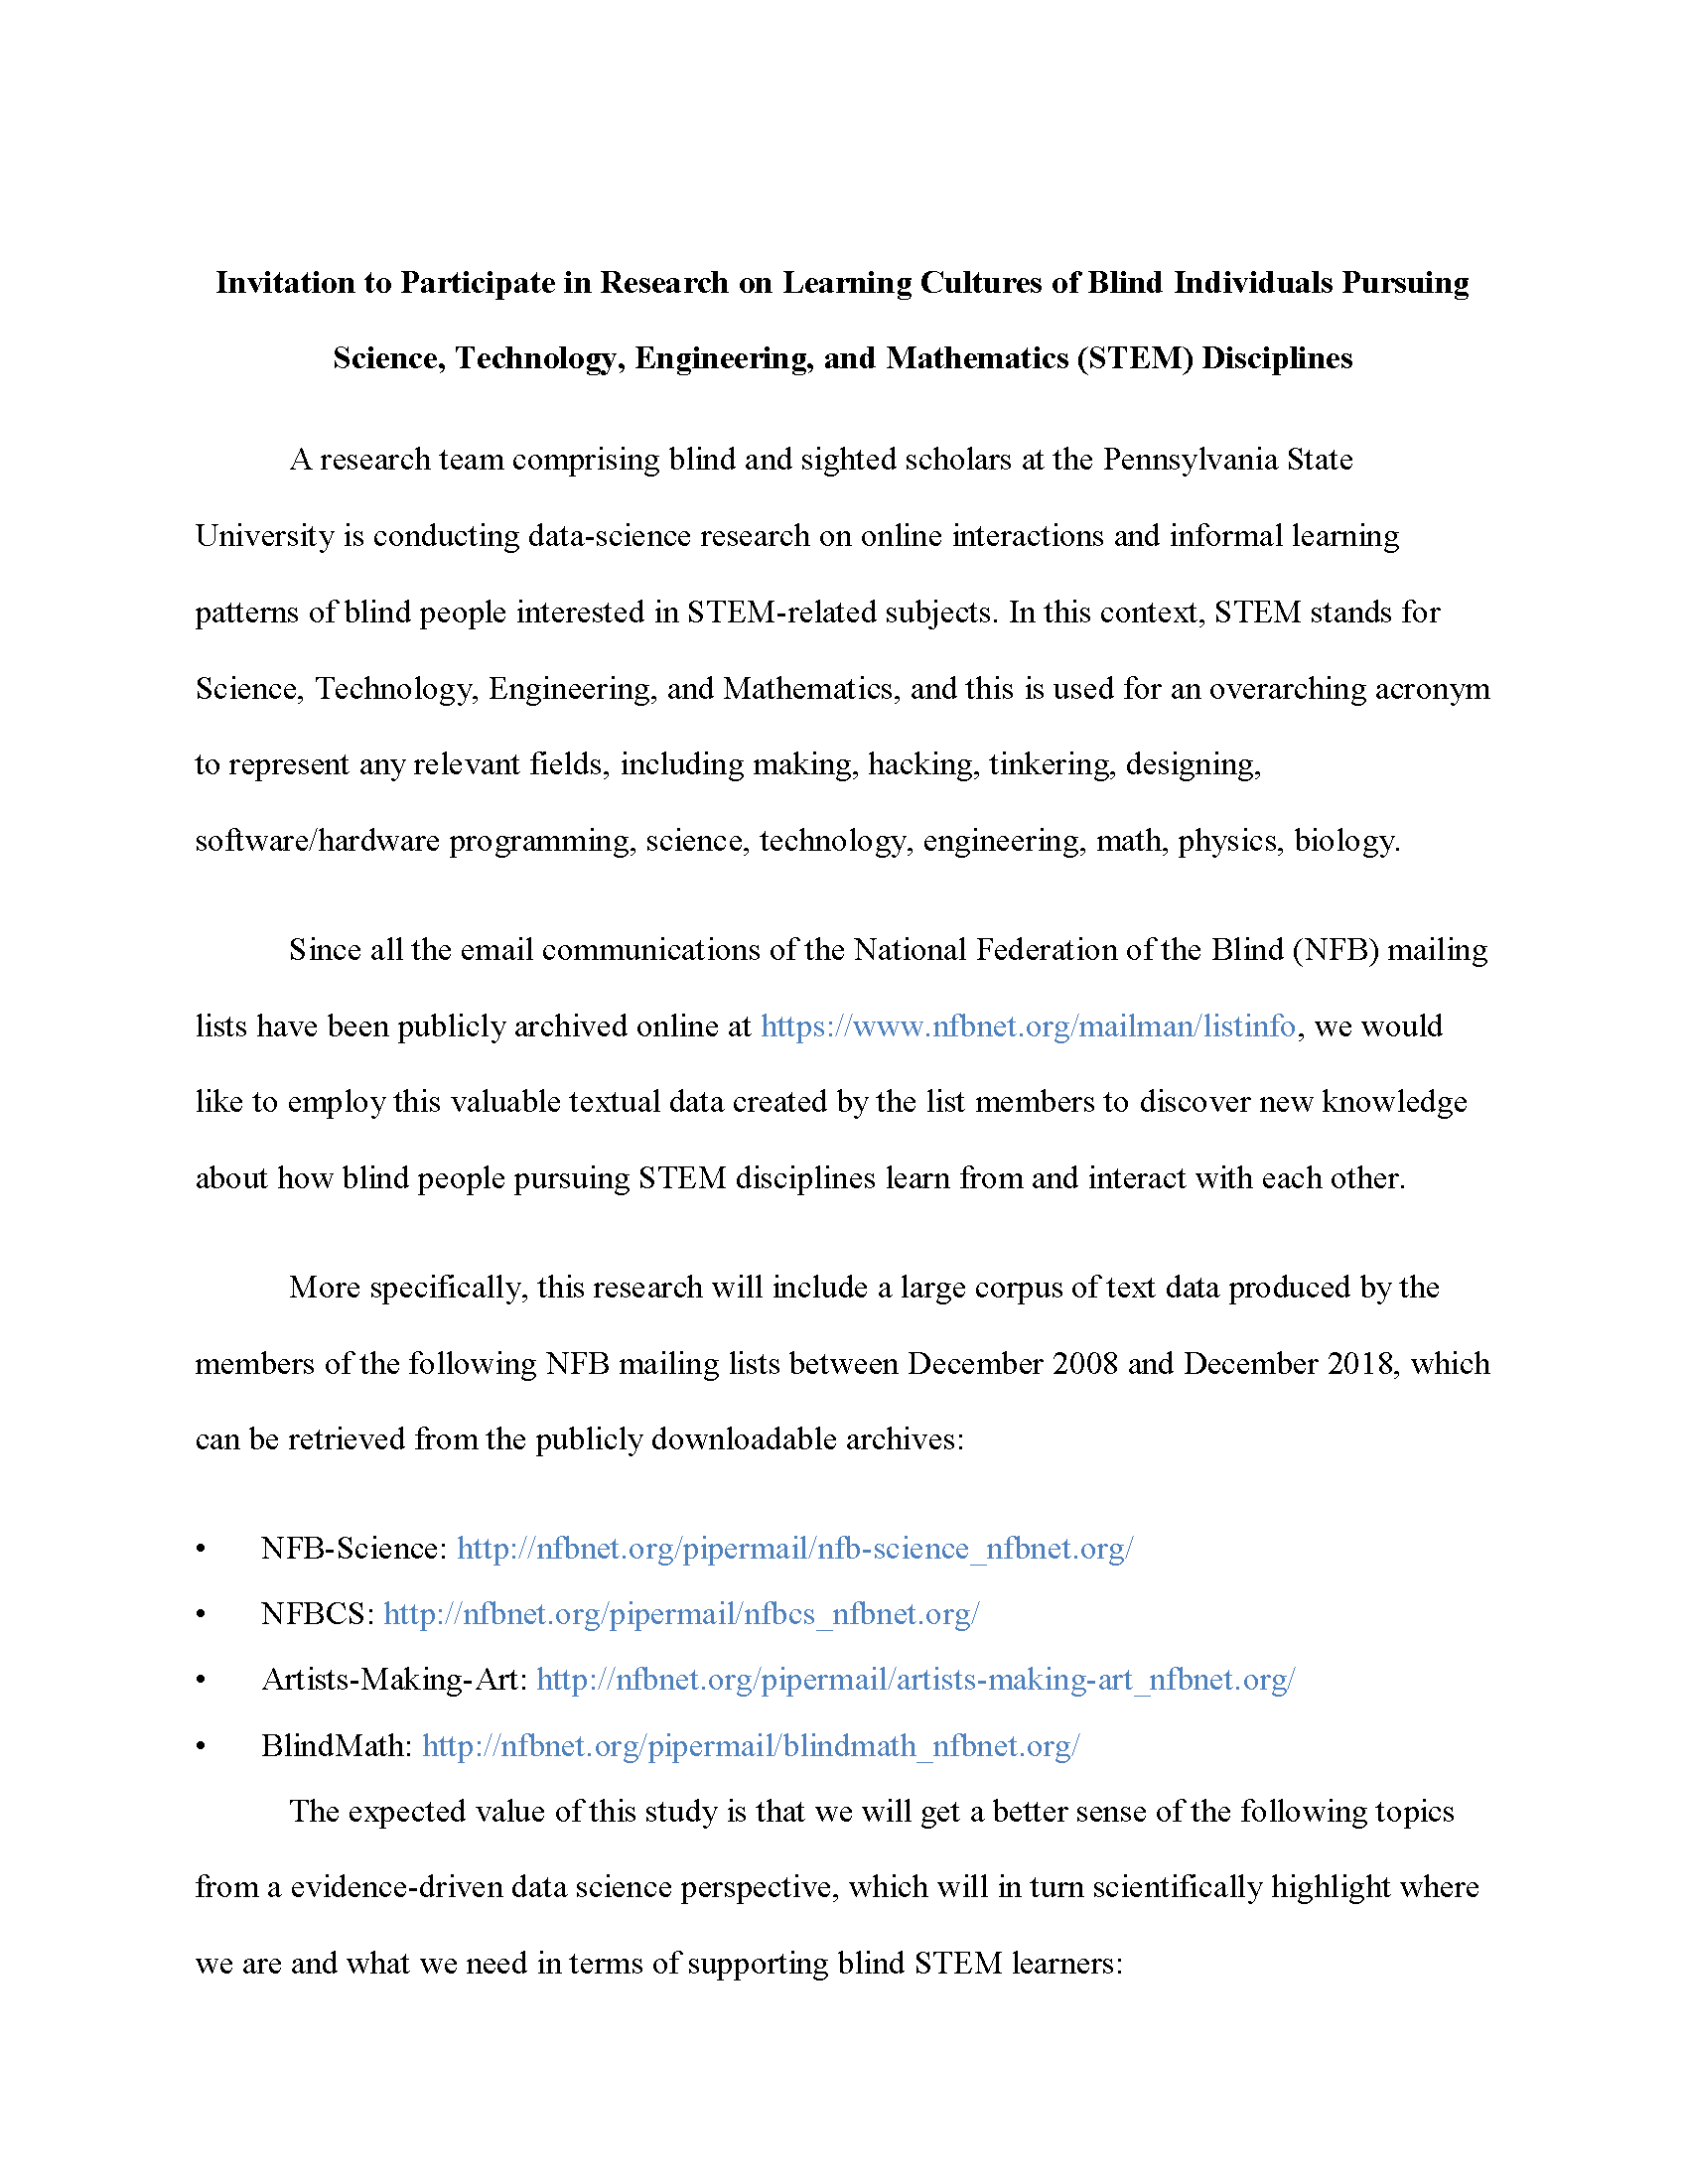 Invitation to Participate in Research on Learning Cultures of Blind Individuals Pursuing
Science, Technology, Engineering, and Mathematics (STEM) Disciplines
A research team comprising blind and sighted scholars at the Pennsylvania State
University is conducting data-science research on online interactions and informal learning
patterns of blind people interested in STEM-related subjects. In this context, STEM stands for
Science, Technology, Engineering, and Mathematics, and this is used for an overarching acronym
to represent any relevant fields, including making, hacking, tinkering, designing,
software/hardware programming, science, technology, engineering, math, physics, biology.
Since all the email communications of the National Federation of the Blind (NFB) mailing
lists have been publicly archived online at https://www.nfbnet.org/mailman/listinfo, we would
like to employ this valuable textual data created by the list members to discover new knowledge
about how blind people pursuing STEM disciplines learn from and interact with each other.
More specifically, this research will include a large corpus of text data produced by the
members of the following NFB mailing lists between December 2008 and December 2018, which
can be retrieved from the publicly downloadable archives:
• NFB-Science: http://nfbnet.org/pipermail/nfb-science_nfbnet.org/
• NFBCS: http://nfbnet.org/pipermail/nfbcs_nfbnet.org/
• Artists-Making-Art: http://nfbnet.org/pipermail/artists-making-art_nfbnet.org/
• BlindMath: http://nfbnet.org/pipermail/blindmath_nfbnet.org/
The expected value of this study is that we will get a better sense of the following topics
from a evidence-driven data science perspective, which will in turn scientifically highlight where
we are and what we need in terms of supporting blind STEM learners: